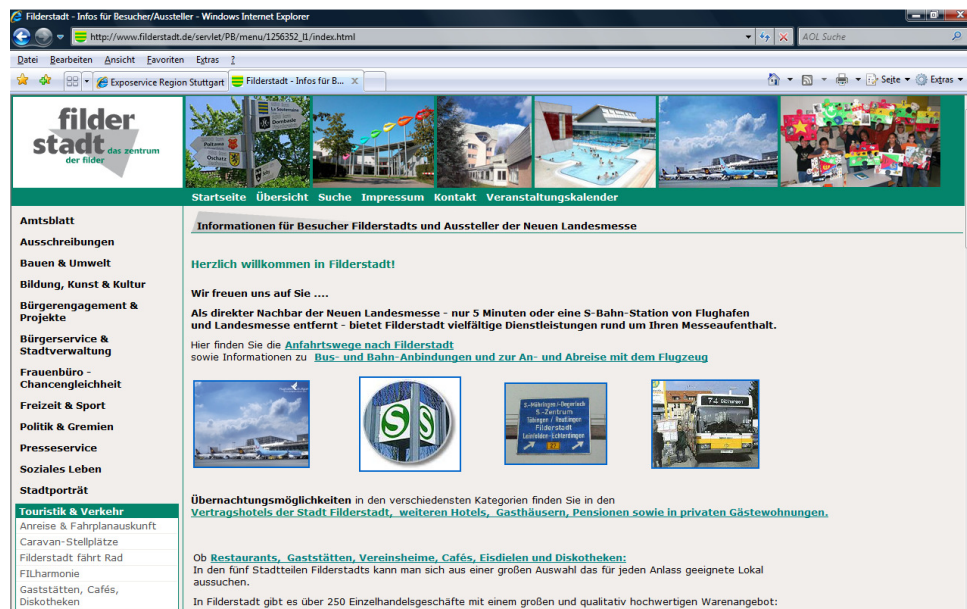 Filderstadt - Infos für Besucher/Aussteller - Windows Internet Explorer
http://www.filderstadt.de/servlet/PB/menu/1256352_l1/index.html
AOL Suche
Datei Bearbeiten Ansicht Favoriten Extras ?
Exposervice Region Stuttgart
Filderstadt - Infos für B...
Seite
Extras
filder
stadt
das zentrum
der filder
Oschatz
Startseite Übersicht Suche Impressum Kontakt Veranstaltungskalender
Amtsblatt
Ausschreibungen
Bauen & Umwelt
Bildung, Kunst & Kultur
Bürgerengagement &
Projekte
Bürgerservice &
Stadtverwaltung
Frauenbüro -
Chancengleichheit
Freizeit & Sport
Politik & Gremien
Presseservice
Soziales Leben
Stadtporträt
Touristik & Verkehr
Anreise & Fahrplanauskunft
Caravan-Stellplätze
Filderstadt fährt Rad
FILharmonie
Gaststätten, Cafés,
Diskotheken
Informationen für Besucher Filderstadts und Aussteller der Neuen Landesmesse
Herzlich willkommen in Filderstadt!
Wir freuen uns auf Sie ....
Als direkter Nachbar der Neuen Landesmesse - nur 5 Minuten oder eine S-Bahn-Station von Flughafen
und Landesmesse entfernt - bietet Filderstadt vielfältige Dienstleistungen rund um Ihren Messeaufenthalt.
Hier finden Sie die Anfahrtswege nach Filderstadt
sowie Informationen zu Bus- und Bahn-Anbindungen und zur An- und Abreise mit dem Flugzeug
S
S
S-Möhringen/-Degerloch
S-Zentrum
Tübingen / Reutlingen
Filderstadt
Leinfelden-Echterdingen
27
74
Übernachtungsmöglichkeiten in den verschiedensten Kategorien finden Sie in den
Vertragshotels der Stadt Filderstadt, weiteren Hotels, Gasthäusern, Pensionen sowie in privaten Gästewohnungen.
Ob Restaurants, Gaststätten, Vereinsheime, Cafés, Eisdielen und Diskotheken:
In den fünf Stadtteilen Filderstadts kann man sich aus einer großen Auswahl das für jeden Anlass geeignete Lokal
aussuchen.
In Filderstadt gibt es über 250 Einzelhandelsgeschäfte mit einem großen und qualitativ hochwertigen Warenangebot: